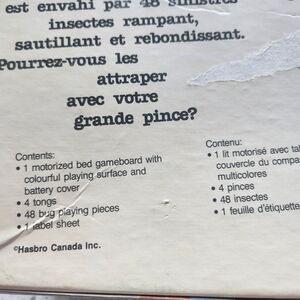 est envahi par 48 sinistres
insectes rampant,
sautillant et rebondissant.
Pourrez-vous les
attraper
avec votre
grande pince?
Contents:
• 1 motorized bed gameboard with
colourful playing surface and
battery cover
• 4 tongs
• 48 bug playing pieces
• 1 label sheet
©Hasbro Canada Inc.
Contenu:
• 1 lit motorisé avec
couvercle du
multicolores
• 4 pinces
• 48 insectes
• 1 feuille